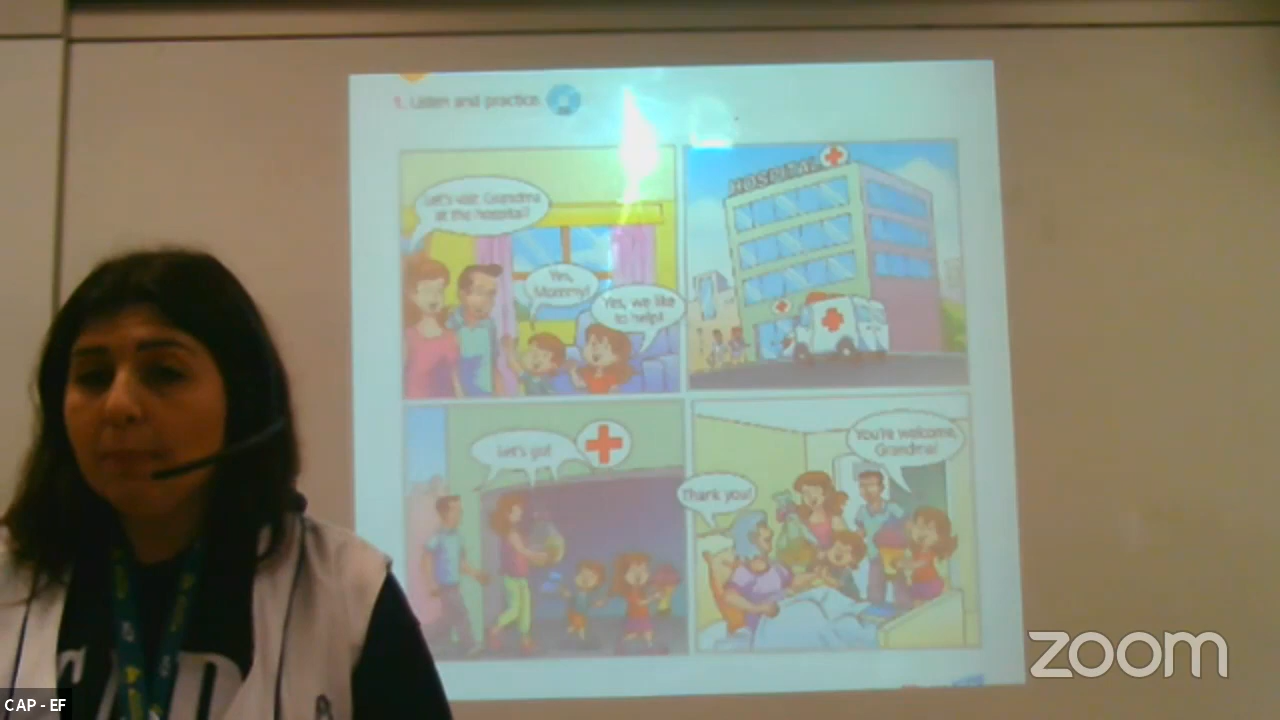 1. Listen and practice.
Let's visit Grandma
at the hospital?
Yes,
Mommy!
Yes, we like
to help!
HOSPITAL
Let's go!
Thank you!
You're welcome,
Grandma!
zoom
CAP - EF